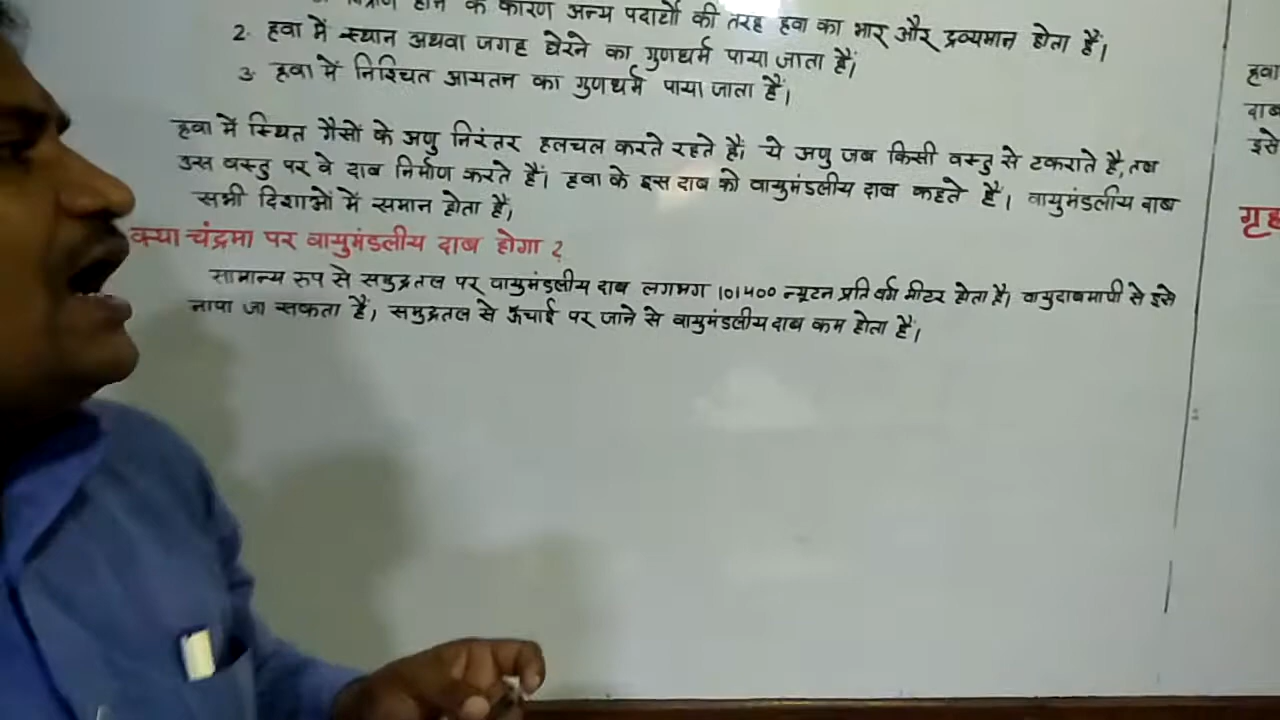 होने के कारण अन्य पदार्थो की तरह हवा का भार और द्रव्यमान होता हैं।
2. हवा में स्थान अथवा जगह घेरने का गुणधर्म पाया जाता हैं।
3. हवा में निश्चित आयतन का गुणधर्म पाया जाता हैं।
हवा में स्थित गैसों के अणु निरंतर हलचल करते रहते हैं। ये अणु जब किसी वस्तु से टकराते है, तब
उस वस्तु पर वे दाब निर्माण करते हैं। हवा के इस दाब को वायुमंडलीय दाब कहते हैं। वायुमंडलीय दाब
सभी दिशाओं में समान होता हैं,
क्या चंद्रमा पर वायुमंडलीय दाब होगा ?
सामान्य रुप से समुद्रतल पर वायुमंडलीय दाब लगभग 101400 न्यूटन प्रति वर्ग मीटर होता है। वायुदाबमापी से इसे
नापा जा सकता है, समुद्रतल से ऊंचाई पर जाने से वायुमंडलीय दाब कम होता हैं।
हवा
दाब
इसे
गृह